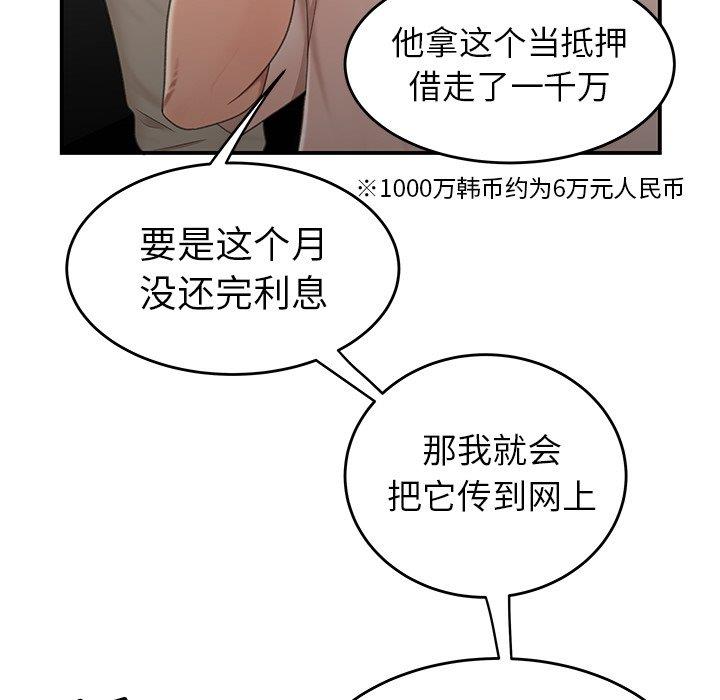 他拿这个当抵押
借走了一千万
※1000万韩币约为6万元人民币
要是这个月
没还完利息
那我就会
把它传到网上